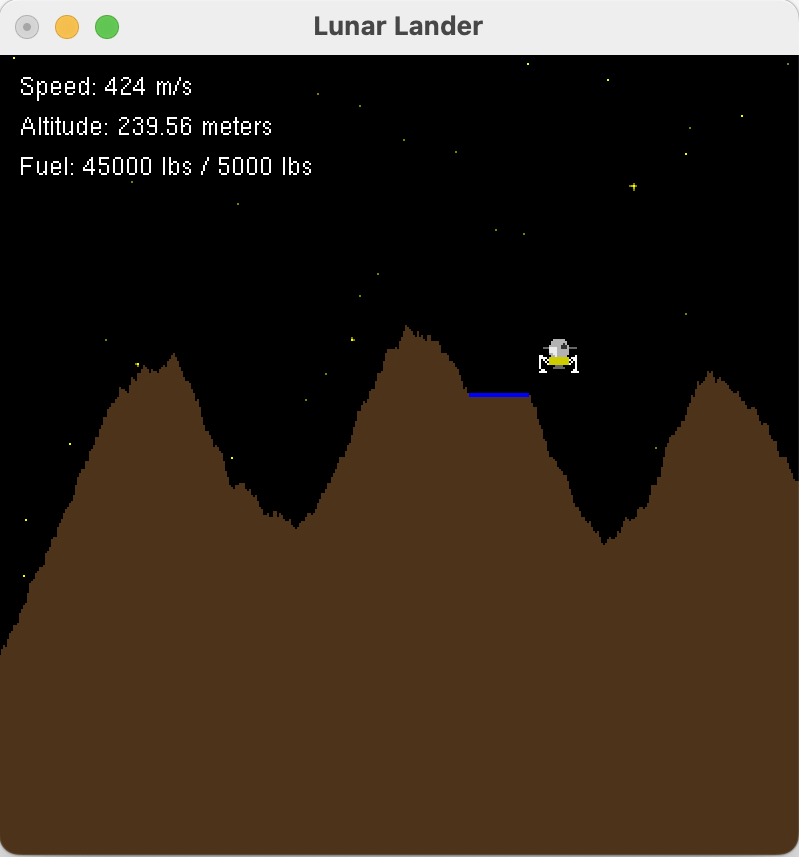 Lunar Lander
Speed: 424 m/s
Altitude: 239.56 meters
Fuel: 45000 lbs / 5000 lbs